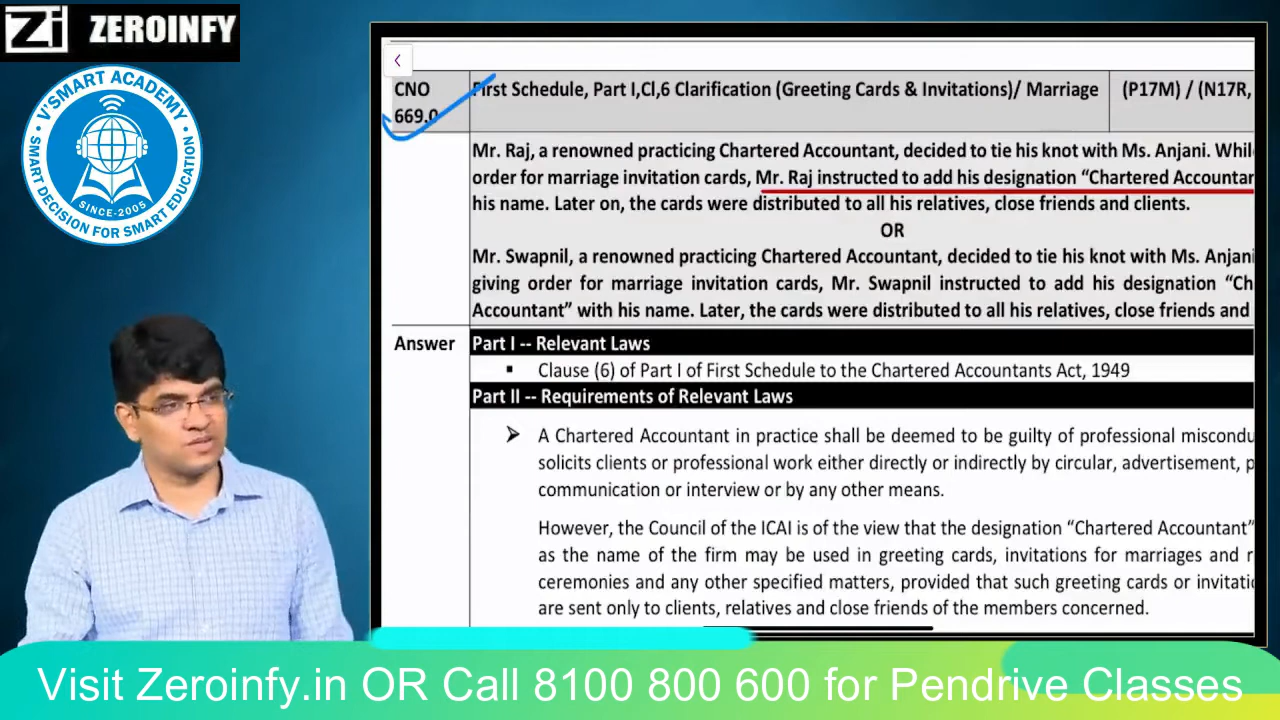 Zi ZEROINFY
V'SMART ACADEMY
SMART DECISION FOR SMART EDUCATION
SINCE-2005
CNO
669.0
First Schedule, Part I,Cl,6 Clarification (Greeting Cards & Invitations)/ Marriage
(P17M) / (N17R,
Mr. Raj, a renowned practicing Chartered Accountant, decided to tie his knot with Ms. Anjani. Whil
order for marriage invitation cards, Mr. Raj instructed to add his designation “Chartered Accountan
his name. Later on, the cards were distributed to all his relatives, close friends and clients.
OR
Mr. Swapnil, a renowned practicing Chartered Accountant, decided to tie his knot with Ms. Anjani
giving order for marriage invitation cards, Mr. Swapnil instructed to add his designation “Ch
Accountant” with his name. Later, the cards were distributed to all his relatives, close friends and
Answer
Part I -- Relevant Laws
▪ Clause (6) of Part I of First Schedule to the Chartered Accountants Act, 1949
Part II -- Requirements of Relevant Laws
➢ A Chartered Accountant in practice shall be deemed to be guilty of professional miscondu
solicits clients or professional work either directly or indirectly by circular, advertisement, p
communication or interview or by any other means.
However, the Council of the ICAI is of the view that the designation “Chartered Accountant”
as the name of the firm may be used in greeting cards, invitations for marriages and r
ceremonies and any other specified matters, provided that such greeting cards or invitatio
are sent only to clients, relatives and close friends of the members concerned.
Visit Zeroinfy.in OR Call 8100 800 600 for Pendrive Classes